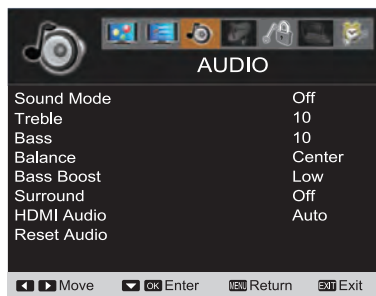 AUDIO
Sound Mode Off
Treble 10
Bass 10
Balance Center
Bass Boost Low
Surround Off
HDMI Audio Auto
Reset Audio
Move OK Enter MENU Return EXIT Exit